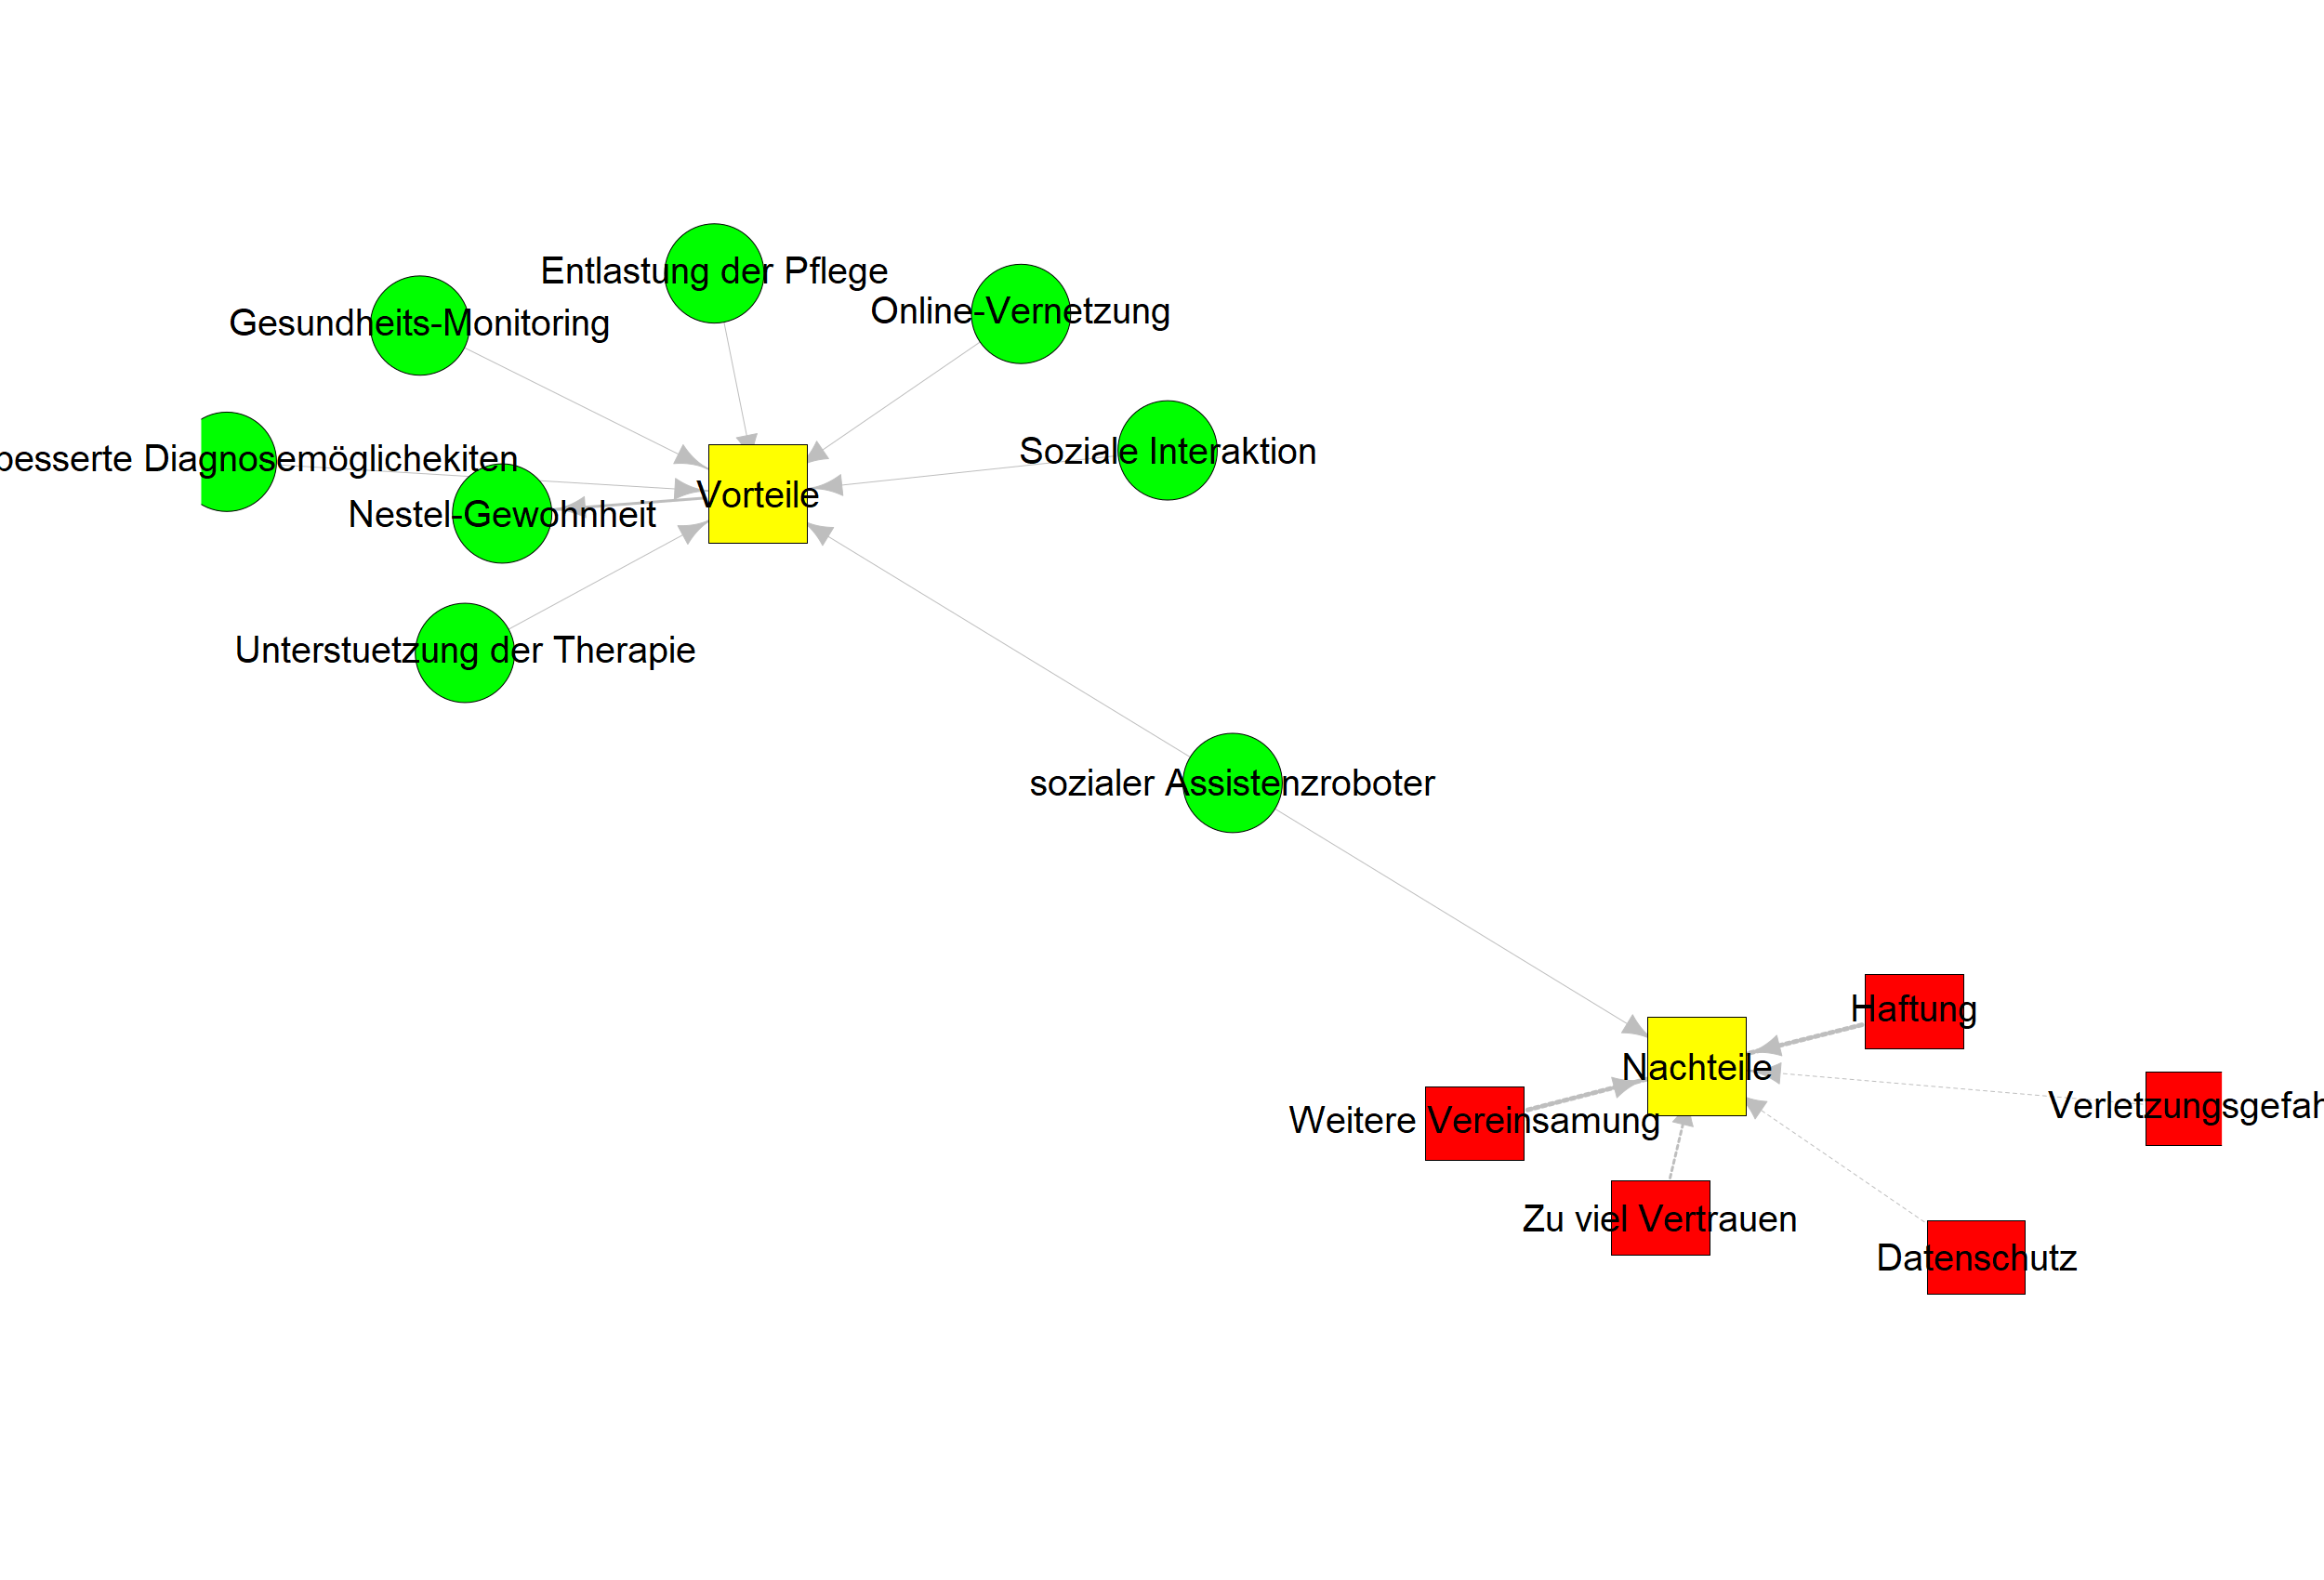 Entlastung der Pflege
Online-Vernetzung
Gesundheits-Monitoring
Soziale Interaktion
besserte Diagnosemöglichekiten
Vorteile
Nestel-Gewohnheit
Unterstuetzung der Therapie
sozialer Assistenzroboter
Haftung
Nachteile
Verletzungsgefah
Weitere Vereinsamung
Zu viel Vertrauen
Datenschutz